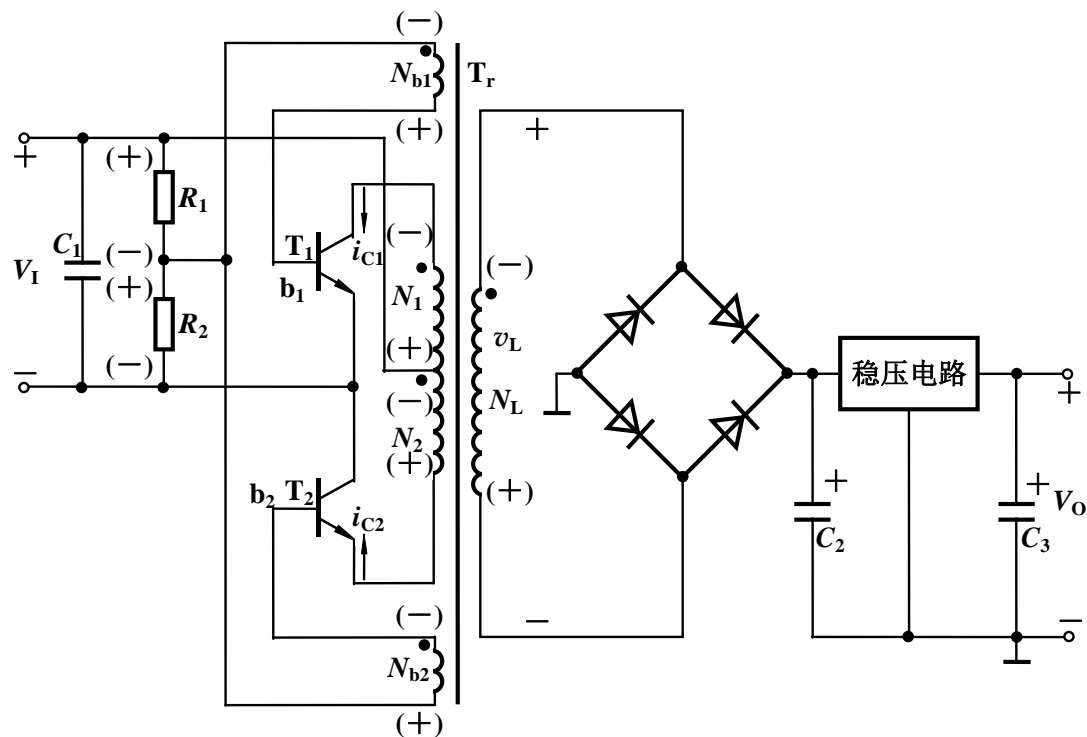 (−)
N_b1
T_r
(+)
+
+
(+)
R_1
C_1
(−)
V_I
(+)
R_2
(−)
−
T_1
i_C1
b_1
(−)
N_1
(+)
(−)
N_2
(+)
(−)
v_L
N_L
(+)
b_2
T_2
i_C2
(−)
N_b2
(+)
−
稳压电路
+
+
C_2
+
V_O
C_3
−